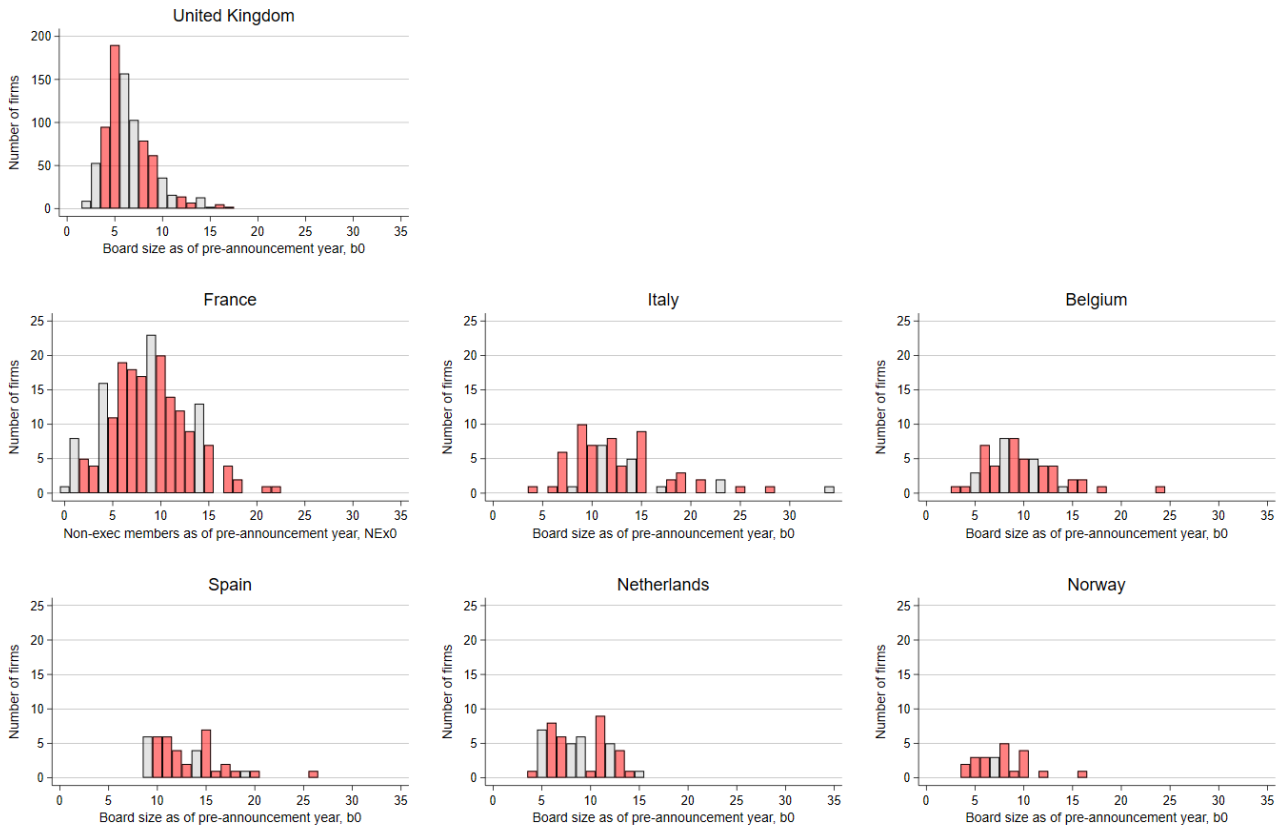 United Kingdom
Number of firms
200
150
100
50
0
0 5 10 15 20 25 30 35
Board size as of pre-announcement year, b0
France
Number of firms
25
20
15
10
5
0
0 5 10 15 20 25 30 35
Non-exec members as of pre-announcement year, NEx0
Italy
Number of firms
25
20
15
10
5
0
0 5 10 15 20 25 30
Board size as of pre-announcement year, b0
Belgium
Number of firms
25
20
15
10
5
0
0 5 10 15 20 25 30 35
Board size as of pre-announcement year, b0
Spain
Number of firms
25
20
15
10
5
0
0 5 10 15 20 25 30 35
Board size as of pre-announcement year, b0
Netherlands
Number of firms
25
20
15
10
5
0
0 5 10 15 20 25 30 35
Board size as of pre-announcement year, b0
Norway
Number of firms
25
20
15
10
5
0
0 5 10 15 20 25 30 35
Board size as of pre-announcement year, b0